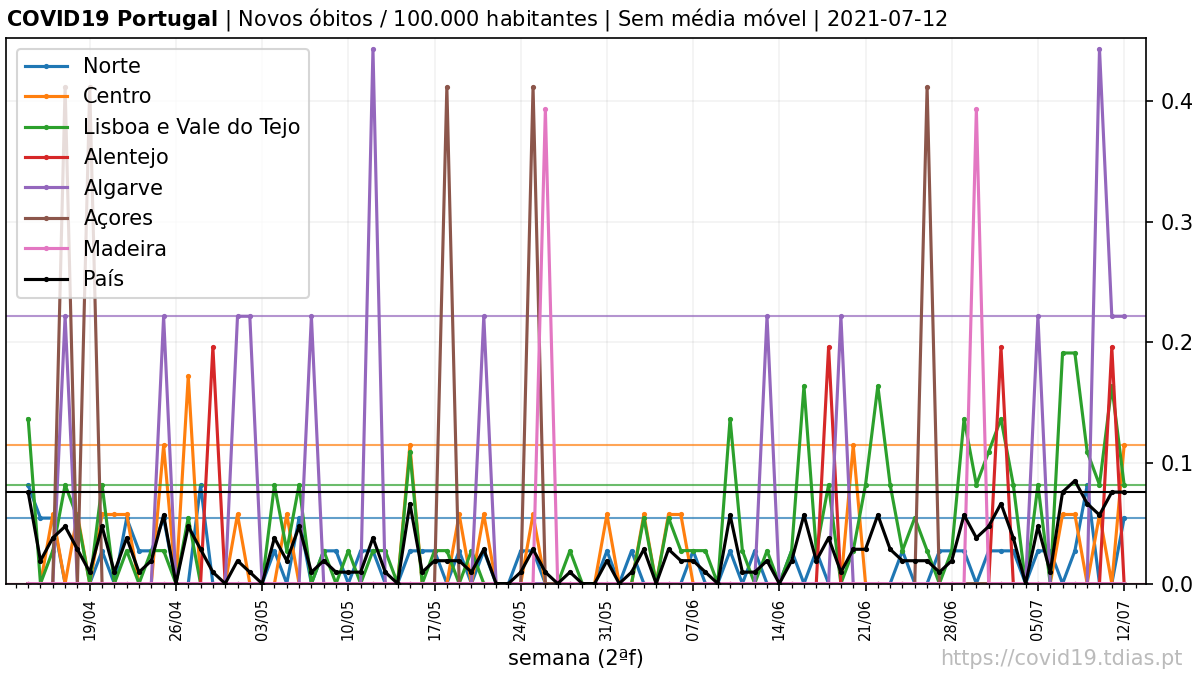 COVID19 Portugal | Novos óbitos / 100.000 habitantes | Sem média móvel | 2021-07-12
Norte
Centro
Lisboa e Vale do Tejo
Alentejo
Algarve
Açores
Madeira
País
0.4
0.3
0.2
0.1
0.0
19/04
26/04
03/05
10/05
17/05
24/05
31/05
07/06
14/06
21/06
28/06
05/07
12/07
semana (2ªf)
https://covid19.tdias.pt